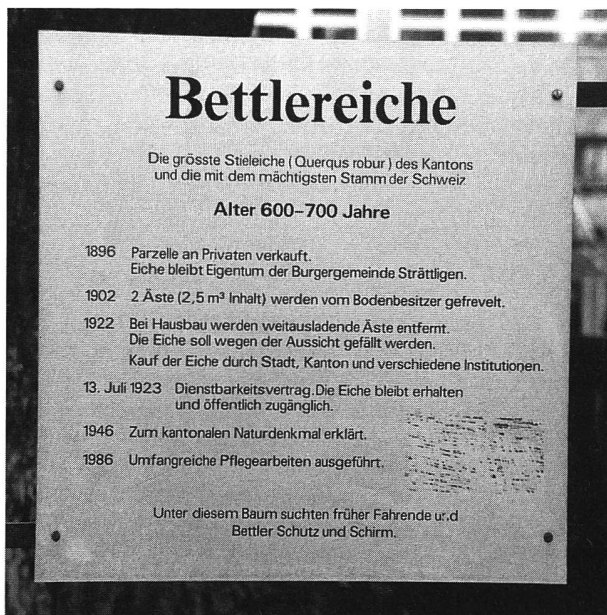 Bettlereiche
Die grösste Stieleiche (Querqus robur) des Kantons
und die mit dem mächtigsten Stamm der Schweiz
Alter 600–700 Jahre
1896 Parzelle an Privaten verkauft.
Eiche bleibt Eigentum der Burgergemeinde Strättligen.
1902 2 Äste (2,5 m³ Inhalt) werden vom Bodenbesitzer gefrevelt.
1922 Bei Hausbau werden weitausladende Äste entfernt.
Die Eiche soll wegen der Aussicht gefällt werden.
Kauf der Eiche durch Stadt, Kanton und verschiedene Institutionen.
13. Juli 1923 Dienstbarkeitsvertrag. Die Eiche bleibt erhalten
und öffentlich zugänglich.
1946 Zum kantonalen Naturdenkmal erklärt.
1986 Umfangreiche Pflegearbeiten ausgeführt.
Unter diesem Baum suchten früher Fahrende und
Bettler Schutz und Schirm.